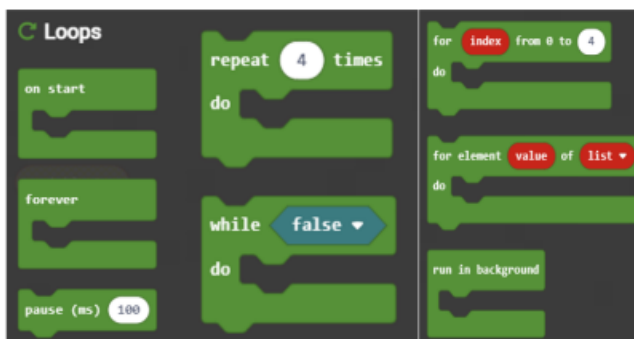 Loops
on start
forever
pause (ms) 100
repeat 4 times
do
while false
do
for index from 0 to 4
do
for element value of list
do
run in background